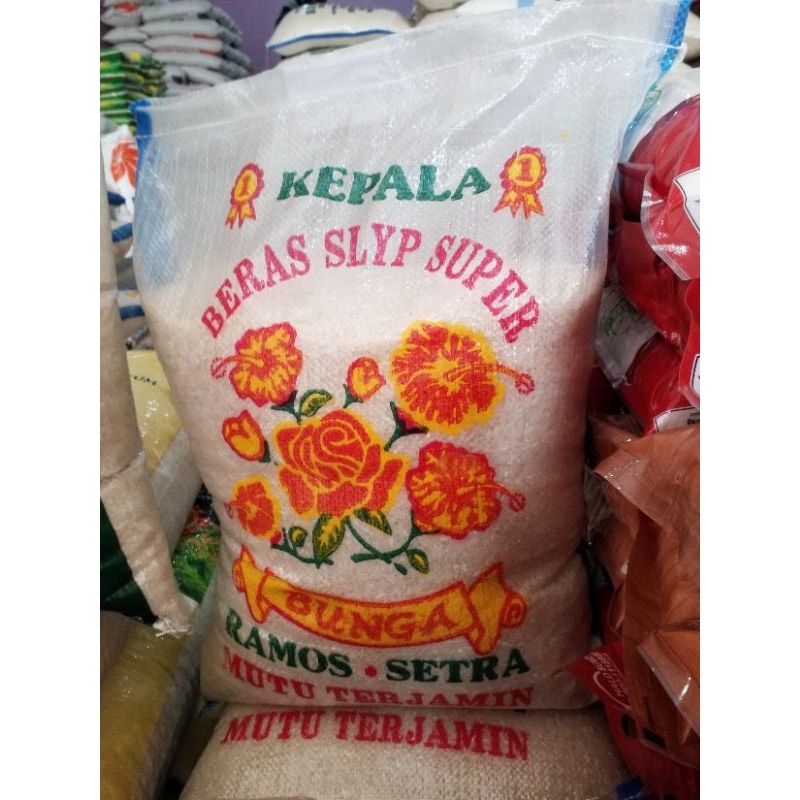 1 KEPALA 1
BERAS SLYP SUPER
BUNGA
RAMOS • SETRA
MUTU TERJAMIN
MUTU TERJAMIN